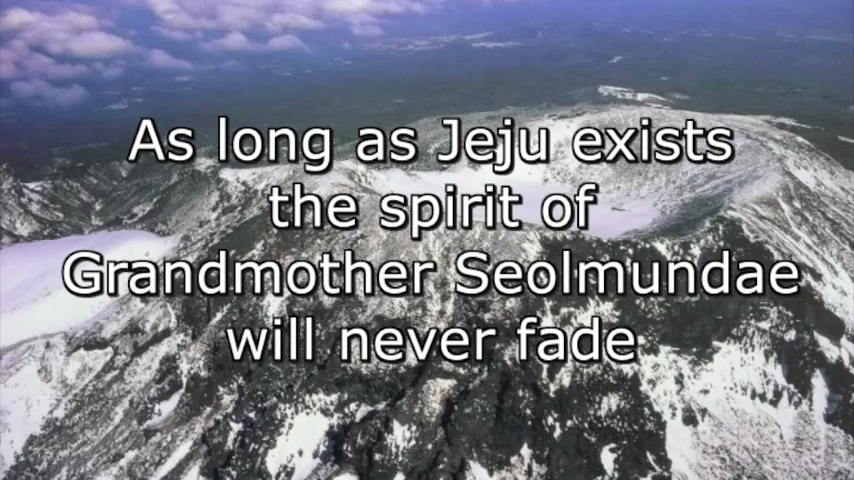 As long as Jeju exists
the spirit of
Grandmother Seolmundae
will never fade